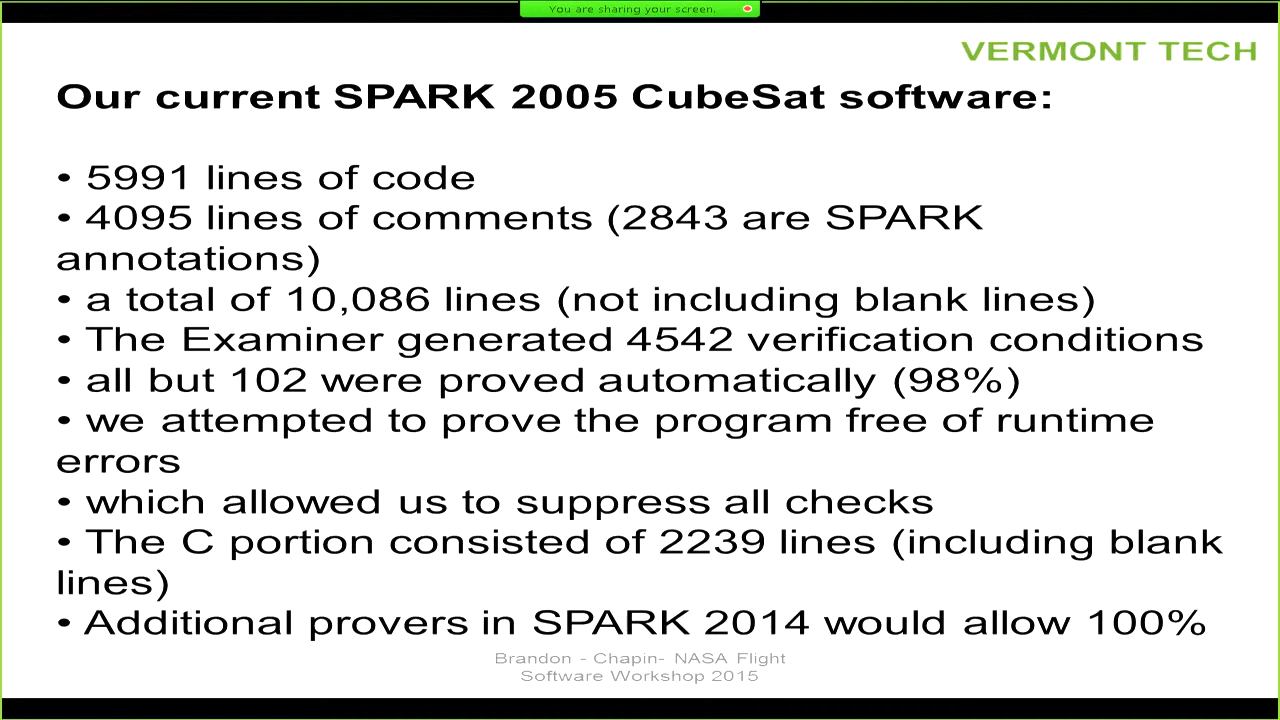 You are sharing your screen.
VERMONT TECH
Our current SPARK 2005 CubeSat software:
• 5991 lines of code
• 4095 lines of comments (2843 are SPARK
annotations)
• a total of 10,086 lines (not including blank lines)
• The Examiner generated 4542 verification conditions
• all but 102 were proved automatically (98%)
• we attempted to prove the program free of runtime
errors
• which allowed us to suppress all checks
• The C portion consisted of 2239 lines (including blank
lines)
• Additional provers in SPARK 2014 would allow 100%
Brandon - Chapin- NASA Flight
Software Workshop 2015